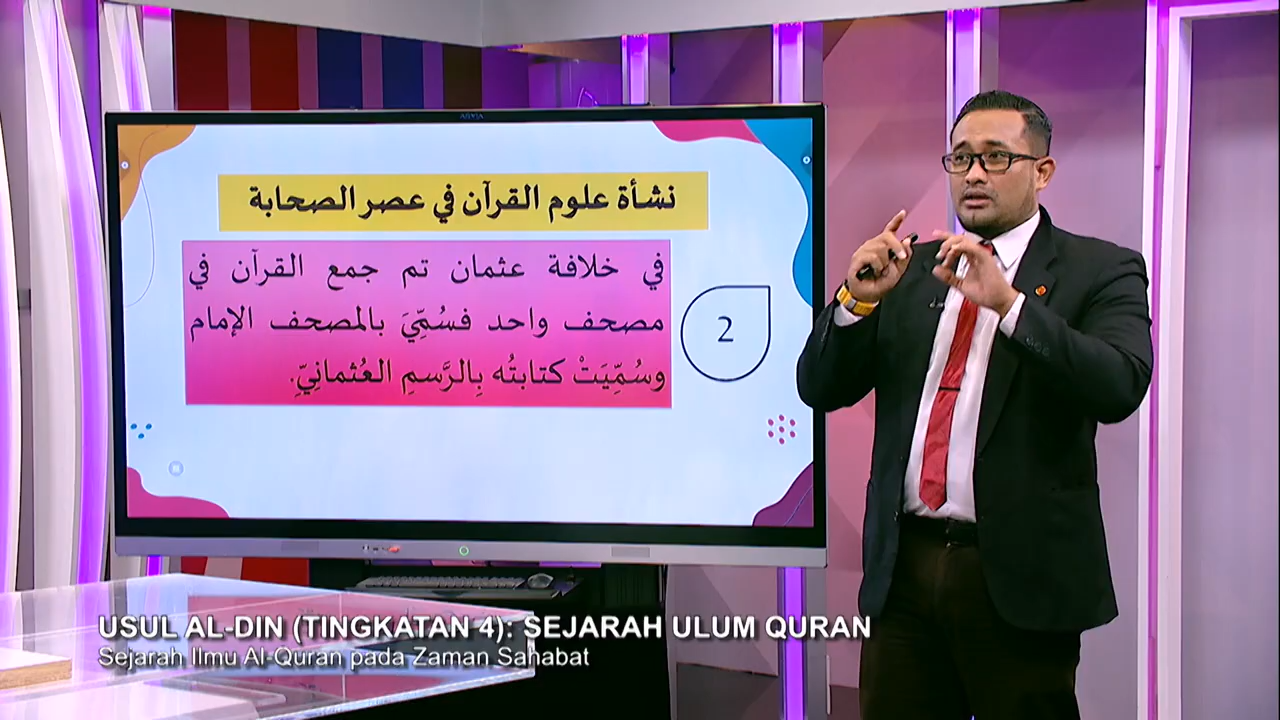 نشأة علوم القرآن في عصر الصحابة
في خلافة عثمان تم جمع القرآن في
مصحف واحد فسُمِّيَ بالمصحف الإمام
وسُمِّيَتْ كتابتُه بِالرَّسمِ العُثمانِيِّ.
2
USUL AL-DIN (TINGKATAN 4): SEJARAH ULUM QURAN
Sejarah Ilmu Al-Quran pada Zaman Sahabat